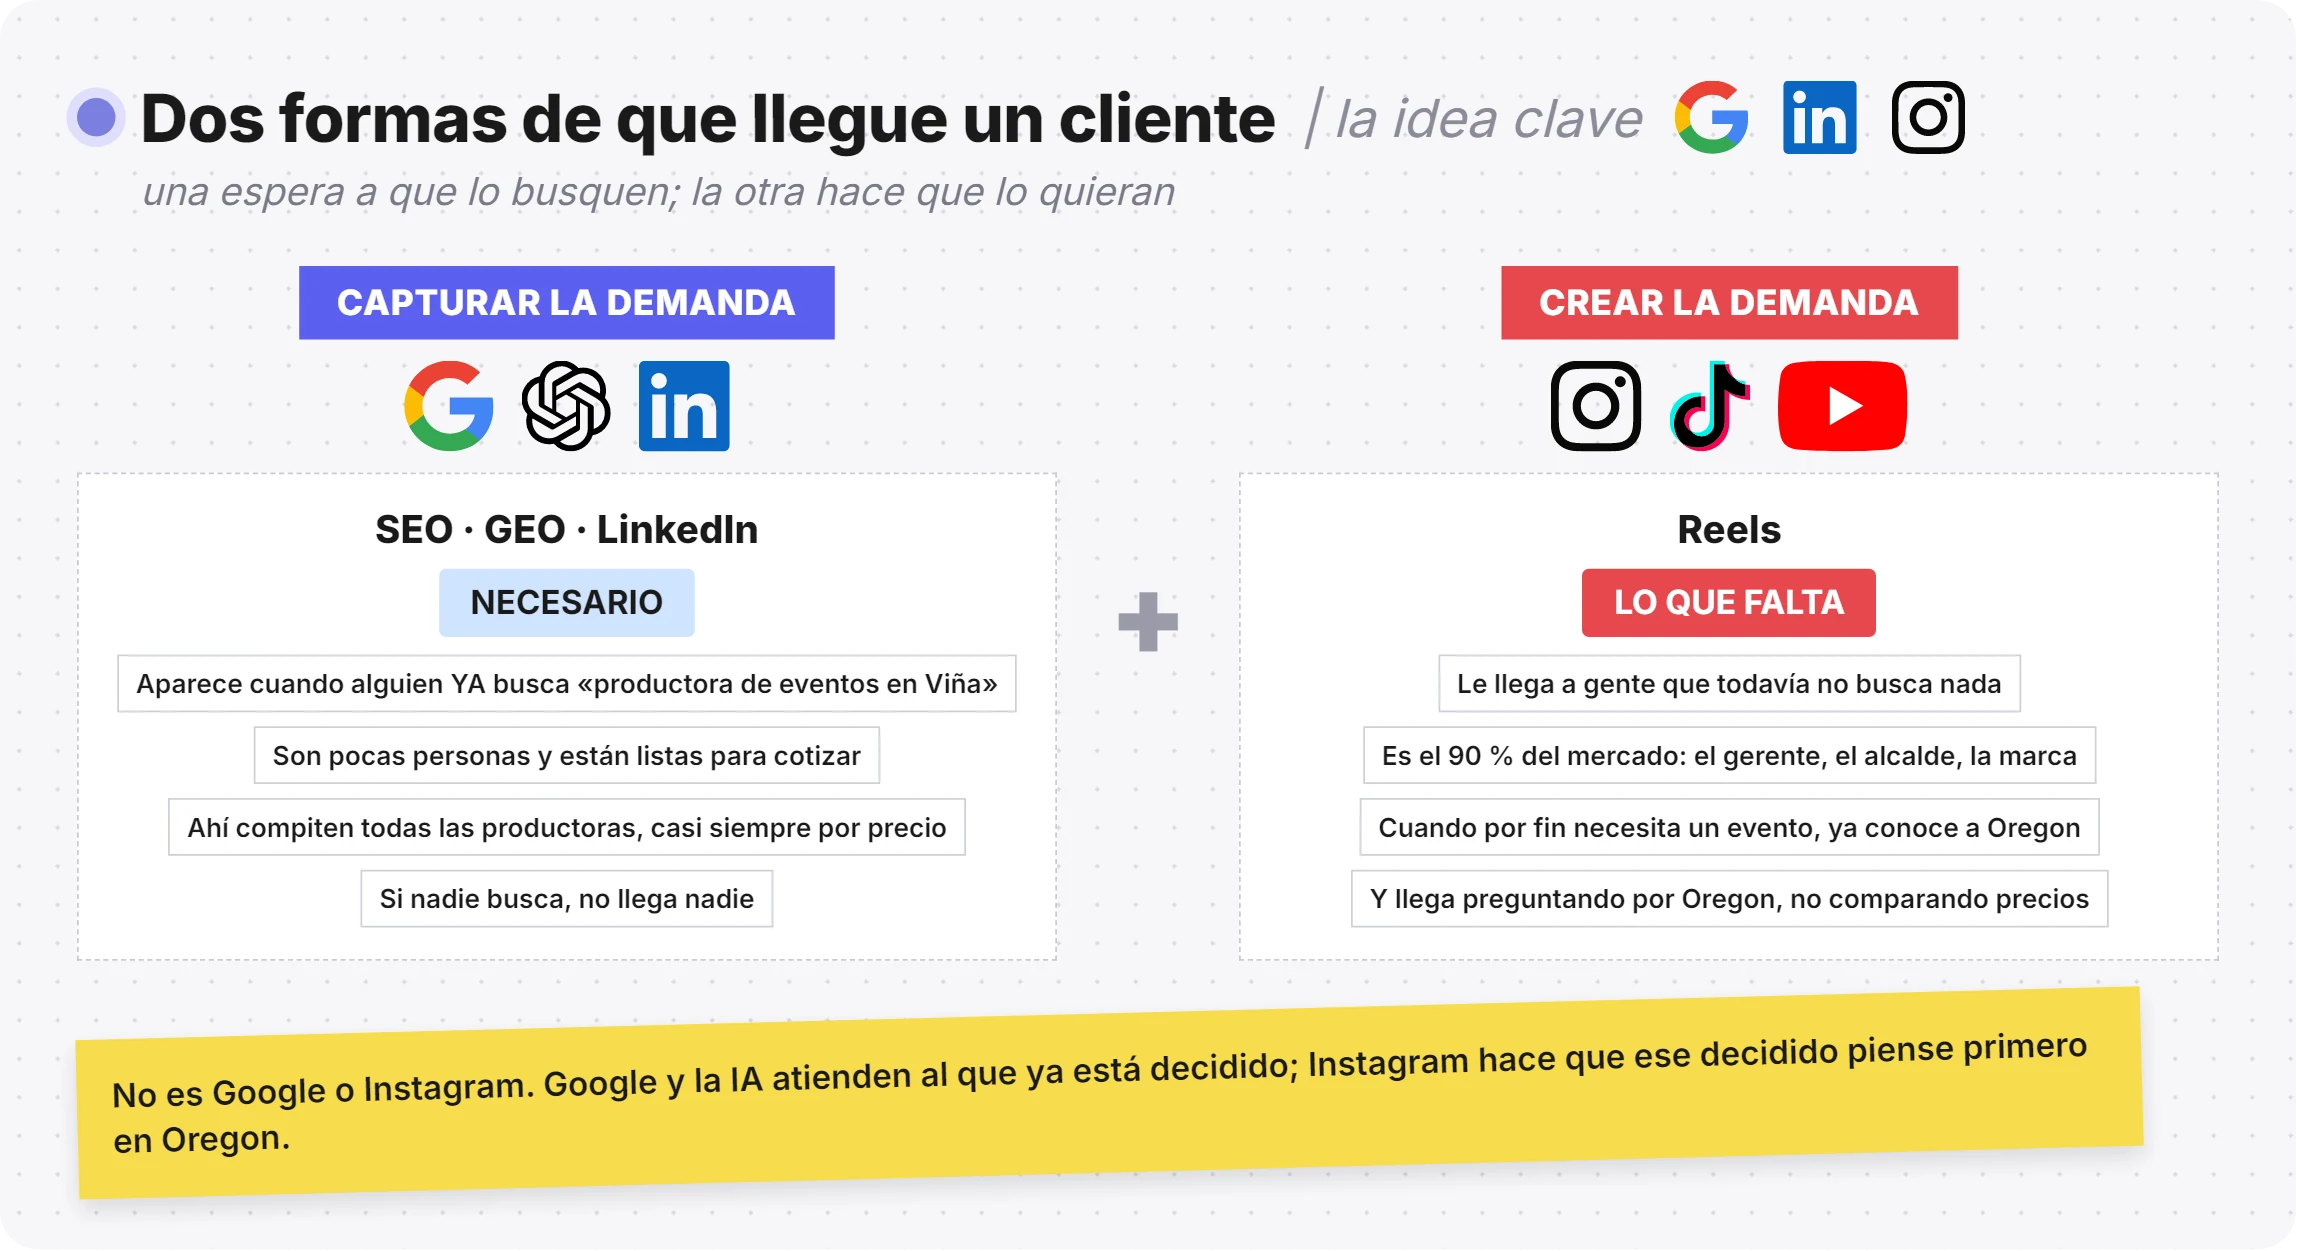 Dos formas de que llegue un cliente / la idea clave
una espera a que lo busquen; la otra hace que lo quieran
CAPTURAR LA DEMANDA
SEO · GEO · LinkedIn
NECESARIO
Aparece cuando alguien YA busca «productora de eventos en Viña»
Son pocas personas y están listas para cotizar
Ahí compiten todas las productoras, casi siempre por precio
Si nadie busca, no llega nadie
CREAR LA DEMANDA
Reels
LO QUE FALTA
Le llega a gente que todavía no busca nada
Es el 90 % del mercado: el gerente, el alcalde, la marca
Cuando por fin necesita un evento, ya conoce a Oregon
Y llega preguntando por Oregon, no comparando precios
No es Google o Instagram. Google y la IA atienden al que ya está decidido; Instagram hace que ese decidido piense primero
en Oregon.